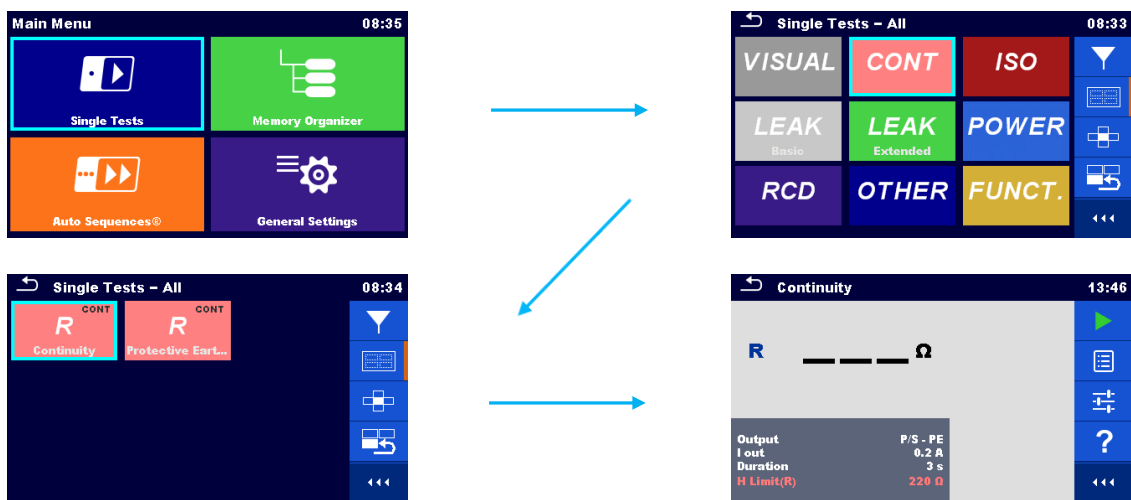 Main Menu 08:35
Single Tests
Memory Organizer
Auto Sequences®
General Settings
Single Tests – All 08:33
VISUAL CONT ISO
LEAK LEAK POWER
Basic Extended
RCD OTHER FUNCT.
Single Tests – All 08:34
CONT CONT
R R
Continuity Protective Eart...
Continuity 13:46
R ___ Ω
?
Output P/S - PE
I out 0.2 A
Duration 3 s
H Limit(R) 220 Ω